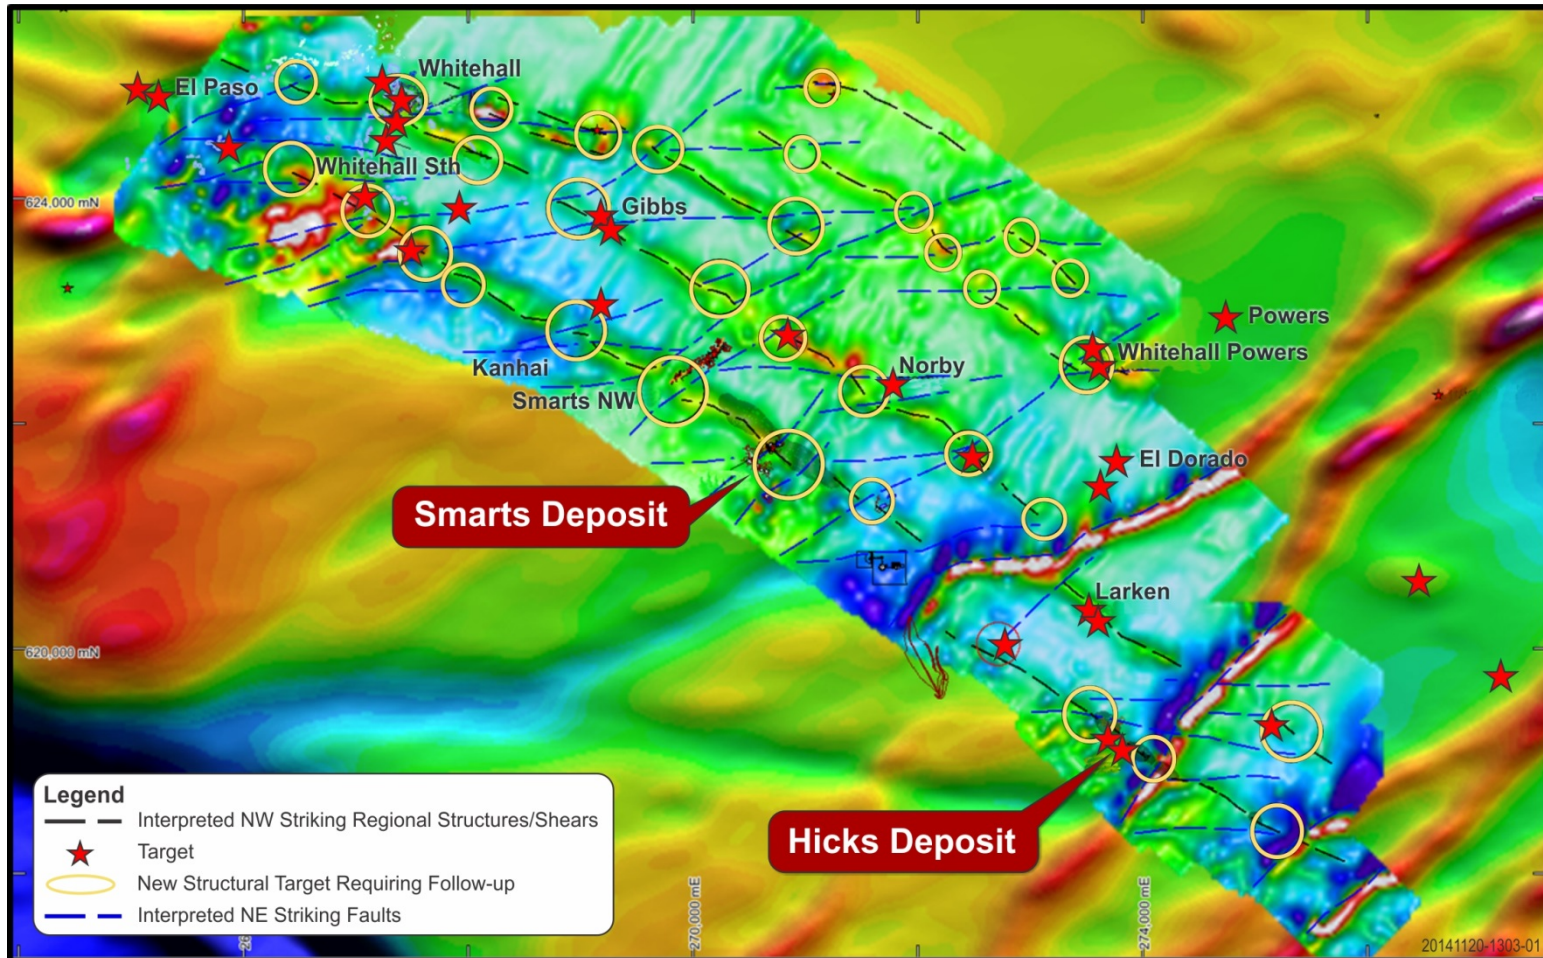 Whitehall
El Paso
Whitehall Sth
624,000 mN
Gibbs
Powers
Whitehall Powers
Kanhai
Norby
Smarts NW
El Dorado
Smarts Deposit
Larken
620,000 mN
Hicks Deposit
Legend
Interpreted NW Striking Regional Structures/Shears
Target
New Structural Target Requiring Follow-up
Interpreted NE Striking Faults
270,000 mE
274,000 mE
20141120-1303-01